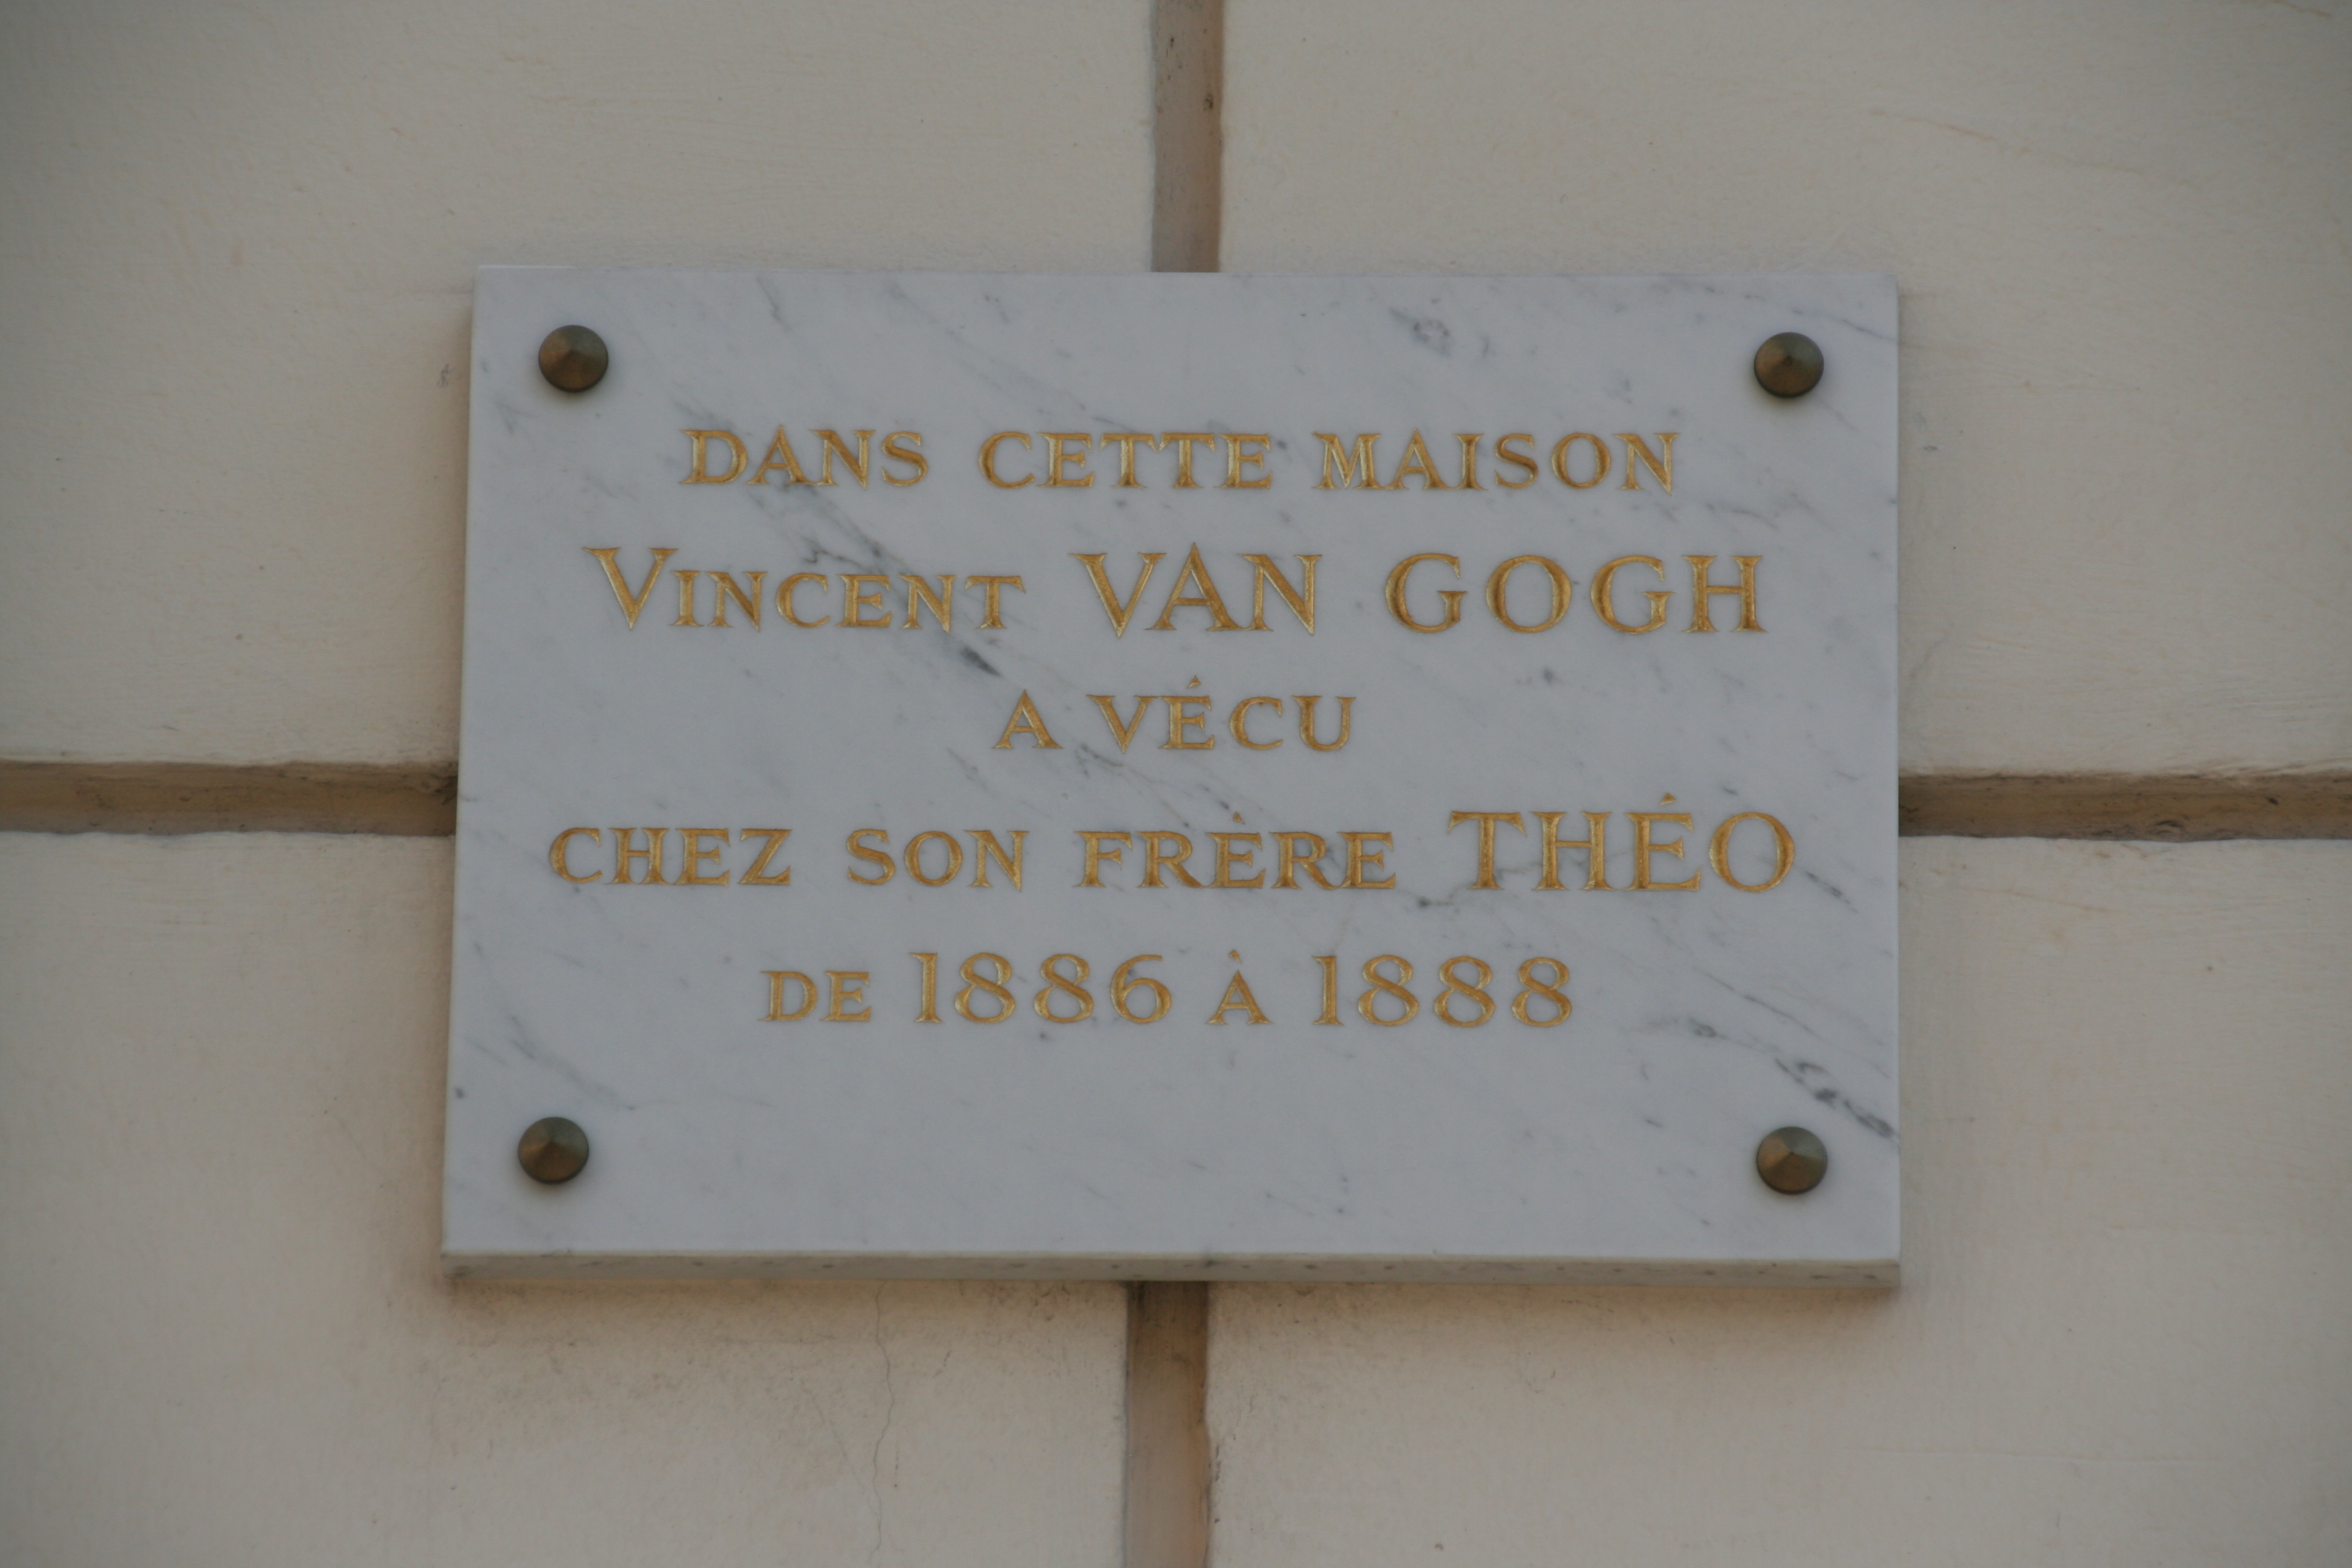 DANS CETTE MAISON
VINCENT VAN GOGH
A VÉCU
CHEZ SON FRÈRE THÉO
DE 1886 À 1888